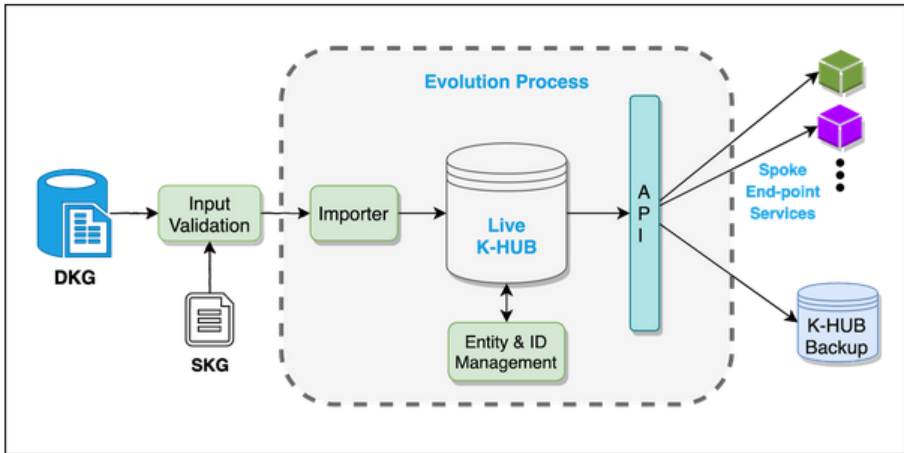 Evolution Process
DKG
Input
Validation
SKG
Importer
Live
K-HUB
Entity & ID
Management
A
P
I
Spoke
End-point
Services
K-HUB
Backup